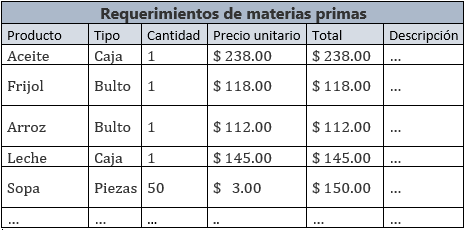 Requerimientos de materias primas
Producto Tipo Cantidad Precio unitario Total Descripción
Aceite Caja 1 $ 238.00 $ 238.00 ...
Frijol Bulto 1 $ 118.00 $ 118.00 ...
Arroz Bulto 1 $ 112.00 $ 112.00 ...
Leche Caja 1 $ 145.00 $ 145.00 ...
Sopa Piezas 50 $ 3.00 $ 150.00 ...
... ... ... .. ... ...